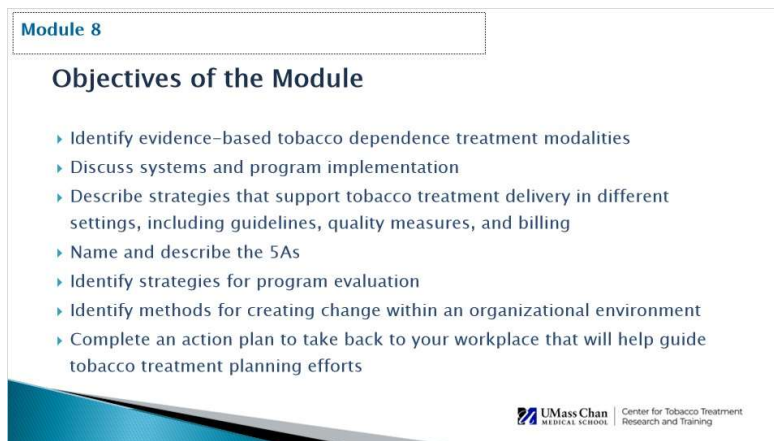 Module 8
Objectives of the Module
Identify evidence-based tobacco dependence treatment modalities
Discuss systems and program implementation
Describe strategies that support tobacco treatment delivery in different
settings, including guidelines, quality measures, and billing
Name and describe the 5As
Identify strategies for program evaluation
Identify methods for creating change within an organizational environment
Complete an action plan to take back to your workplace that will help guide
tobacco treatment planning efforts
UMass Chan
MEDICAL SCHOOL
Center for Tobacco Treatment
Research and Training